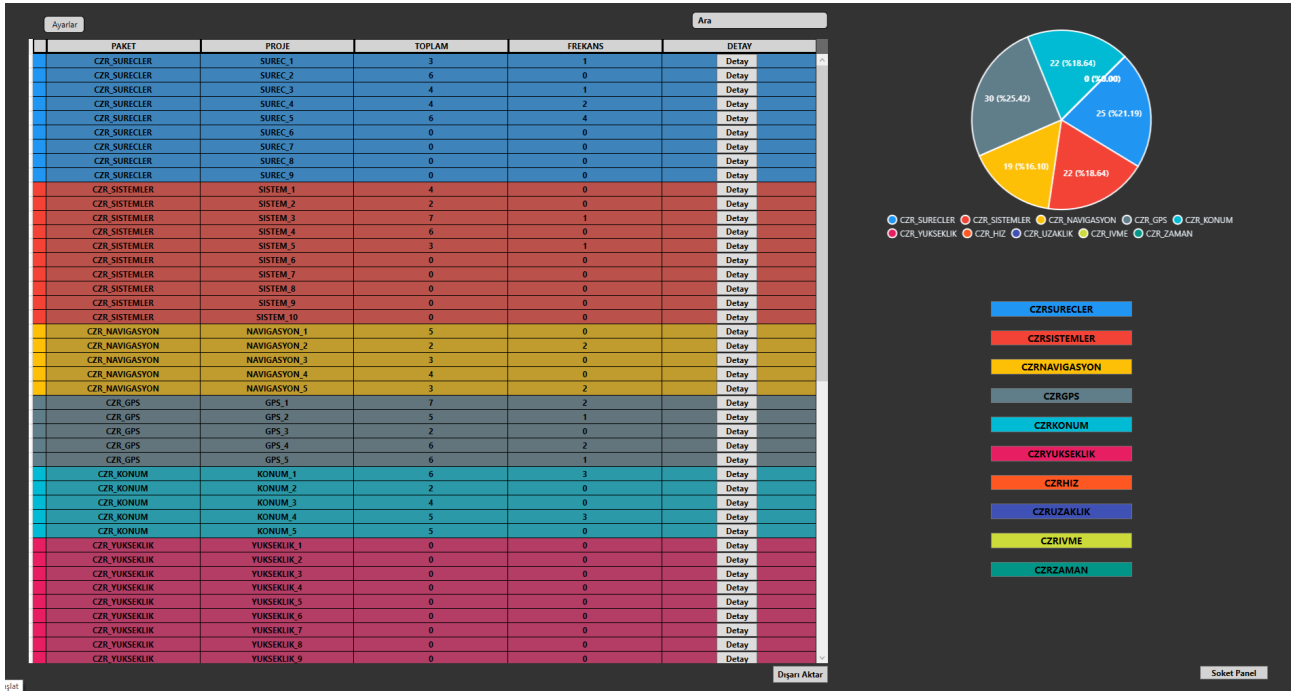 Ayarlar
Ara
PAKET PROJE TOPLAM FREKANS DETAY
CZR_SURECLER SUREC_1 3 1 Detay
CZR_SURECLER SUREC_2 6 0 Detay
CZR_SURECLER SUREC_3 4 1 Detay
CZR_SURECLER SUREC_4 4 2 Detay
CZR_SURECLER SUREC_5 6 4 Detay
CZR_SURECLER SUREC_6 0 0 Detay
CZR_SURECLER SUREC_7 0 0 Detay
CZR_SURECLER SUREC_8 0 0 Detay
CZR_SURECLER SUREC_9 0 0 Detay
CZR_SISTEMLER SISTEM_1 4 0 Detay
CZR_SISTEMLER SISTEM_2 2 0 Detay
CZR_SISTEMLER SISTEM_3 7 1 Detay
CZR_SISTEMLER SISTEM_4 6 0 Detay
CZR_SISTEMLER SISTEM_5 3 1 Detay
CZR_SISTEMLER SISTEM_6 0 0 Detay
CZR_SISTEMLER SISTEM_7 0 0 Detay
CZR_SISTEMLER SISTEM_8 0 0 Detay
CZR_SISTEMLER SISTEM_9 0 0 Detay
CZR_SISTEMLER SISTEM_10 0 0 Detay
CZR_NAVIGASYON NAVIGASYON_1 5 0 Detay
CZR_NAVIGASYON NAVIGASYON_2 2 2 Detay
CZR_NAVIGASYON NAVIGASYON_3 3 0 Detay
CZR_NAVIGASYON NAVIGASYON_4 4 0 Detay
CZR_NAVIGASYON NAVIGASYON_5 3 2 Detay
CZR_GPS GPS_1 7 2 Detay
CZR_GPS GPS_2 5 1 Detay
CZR_GPS GPS_3 2 0 Detay
CZR_GPS GPS_4 6 2 Detay
CZR_GPS GPS_5 6 1 Detay
CZR_KONUM KONUM_1 6 3 Detay
CZR_KONUM KONUM_2 2 0 Detay
CZR_KONUM KONUM_3 4 0 Detay
CZR_KONUM KONUM_4 5 3 Detay
CZR_KONUM KONUM_5 5 0 Detay
CZR_YUKSEKLIK YUKSEKLIK_1 0 0 Detay
CZR_YUKSEKLIK YUKSEKLIK_2 0 0 Detay
CZR_YUKSEKLIK YUKSEKLIK_3 0 0 Detay
CZR_YUKSEKLIK YUKSEKLIK_4 0 0 Detay
CZR_YUKSEKLIK YUKSEKLIK_5 0 0 Detay
CZR_YUKSEKLIK YUKSEKLIK_6 0 0 Detay
CZR_YUKSEKLIK YUKSEKLIK_7 0 0 Detay
CZR_YUKSEKLIK YUKSEKLIK_8 0 0 Detay
CZR_YUKSEKLIK YUKSEKLIK_9 0 0 Detay
Dışarı Aktar
ışlat
22 (%18.64)
0 (%0.00)
30 (%25.42)
25 (%21.19)
19 (%16.10)
22 (%18.64)
CZR_SURECLER CZR_SISTEMLER CZR_NAVIGASYON CZR_GPS CZR_KONUM
CZR_YUKSEKLIK CZR_HIZ CZR_UZAKLIK CZR_IVME CZR_ZAMAN
CZRSURECLER
CZRSISTEMLER
CZRNAVIGASYON
CZRGPS
CZRKONUM
CZRYUKSEKLIK
CZRHIZ
CZRUZAKLIK
CZRIVME
CZRZAMAN
Soket Panel